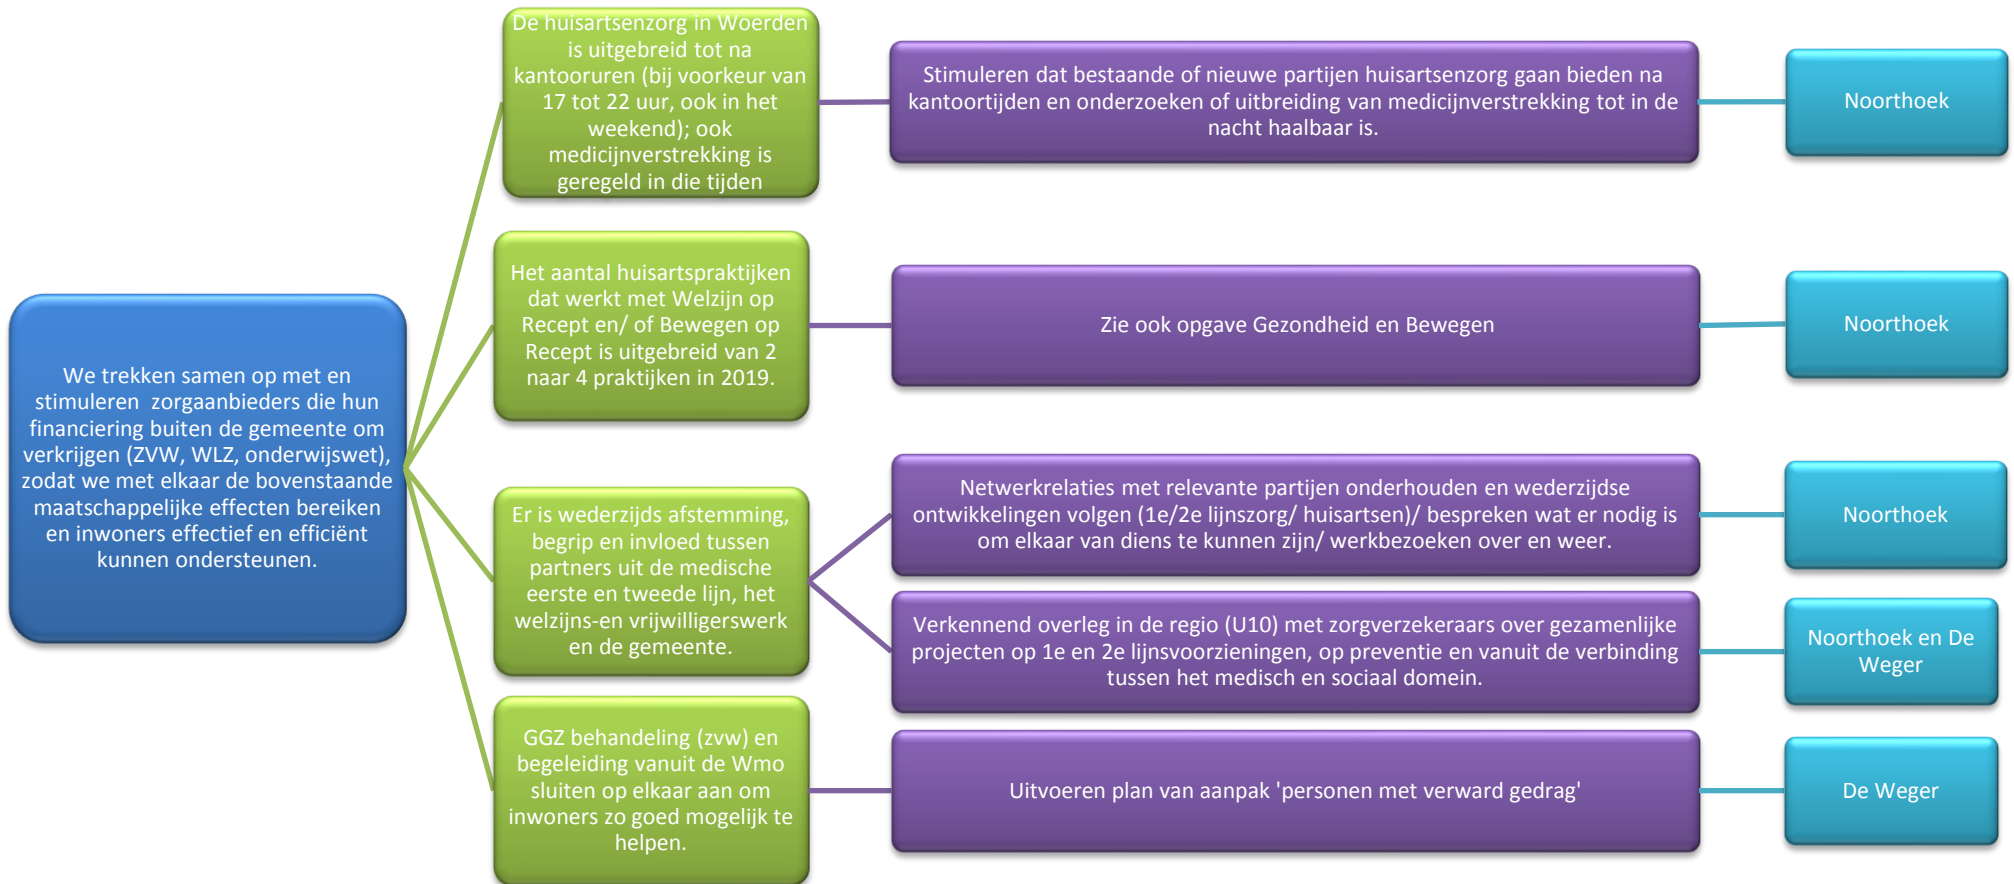 We trekken samen op met en
stimuleren zorgaanbieders die hun
financiering buiten de gemeente om
verkrijgen (ZVW, WLZ, onderwijswet),
zodat we met elkaar de bovenstaande
maatschappelijke effecten bereiken
en inwoners effectief en efficiënt
kunnen ondersteunen.
De huisartsenzorg in Woerden
is uitgebreid tot na
kantooruren (bij voorkeur van
17 tot 22 uur, ook in het
weekend); ook
medicijnverstrekking is
geregeld in die tijden
Stimuleren dat bestaande of nieuwe partijen huisartsenzorg gaan bieden na
kantoortijden en onderzoeken of uitbreiding van medicijnverstrekking tot in de
nacht haalbaar is.
Noorthoek
Het aantal huisartspraktijken
dat werkt met Welzijn op
Recept en/ of Bewegen op
Recept is uitgebreid van 2
naar 4 praktijken in 2019.
Zie ook opgave Gezondheid en Bewegen
Noorthoek
Er is wederzijds afstemming,
begrip en invloed tussen
partners uit de medische
eerste en tweede lijn, het
welzijns-en vrijwilligerswerk
en de gemeente.
Netwerkrelaties met relevante partijen onderhouden en wederzijdse
ontwikkelingen volgen (1e/2e lijnszorg/ huisartsen)/ bespreken wat er nodig is
om elkaar van diens te kunnen zijn/ werkbezoeken over en weer.
Noorthoek
Verkennend overleg in de regio (U10) met zorgverzekeraars over gezamenlijke
projecten op 1e en 2e lijnsvoorzieningen, op preventie en vanuit de verbinding
tussen het medisch en sociaal domein.
Noorthoek en De
Weger
GGZ behandeling (zvw) en
begeleiding vanuit de Wmo
sluiten op elkaar aan om
inwoners zo goed mogelijk te
helpen.
Uitvoeren plan van aanpak 'personen met verward gedrag'
De Weger